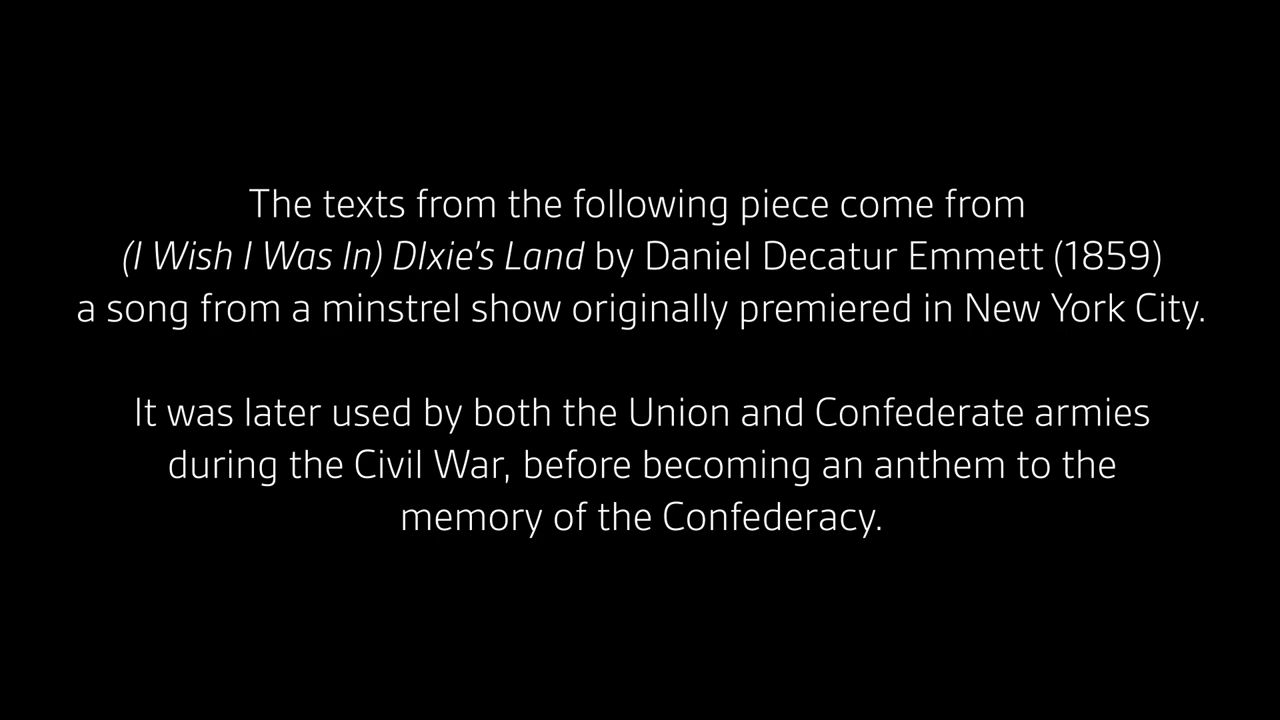 The texts from the following piece come from
(I Wish I Was In) DIxie's Land by Daniel Decatur Emmett (1859)
a song from a minstrel show originally premiered in New York City.
It was later used by both the Union and Confederate armies
during the Civil War, before becoming an anthem to the
memory of the Confederacy.